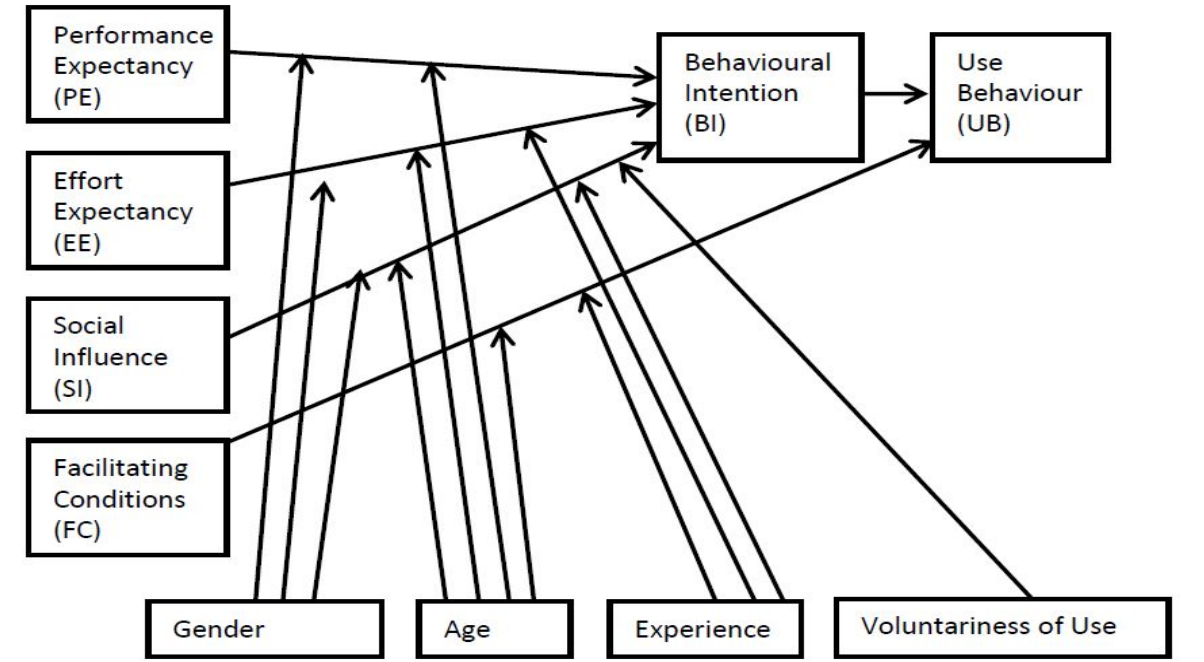 Performance
Expectancy
(PE)
Effort
Expectancy
(EE)
Social
Influence
(SI)
Facilitating
Conditions
(FC)
Behavioural
Intention
(BI)
Use
Behaviour
(UB)
Gender
Age
Experience
Voluntariness of Use